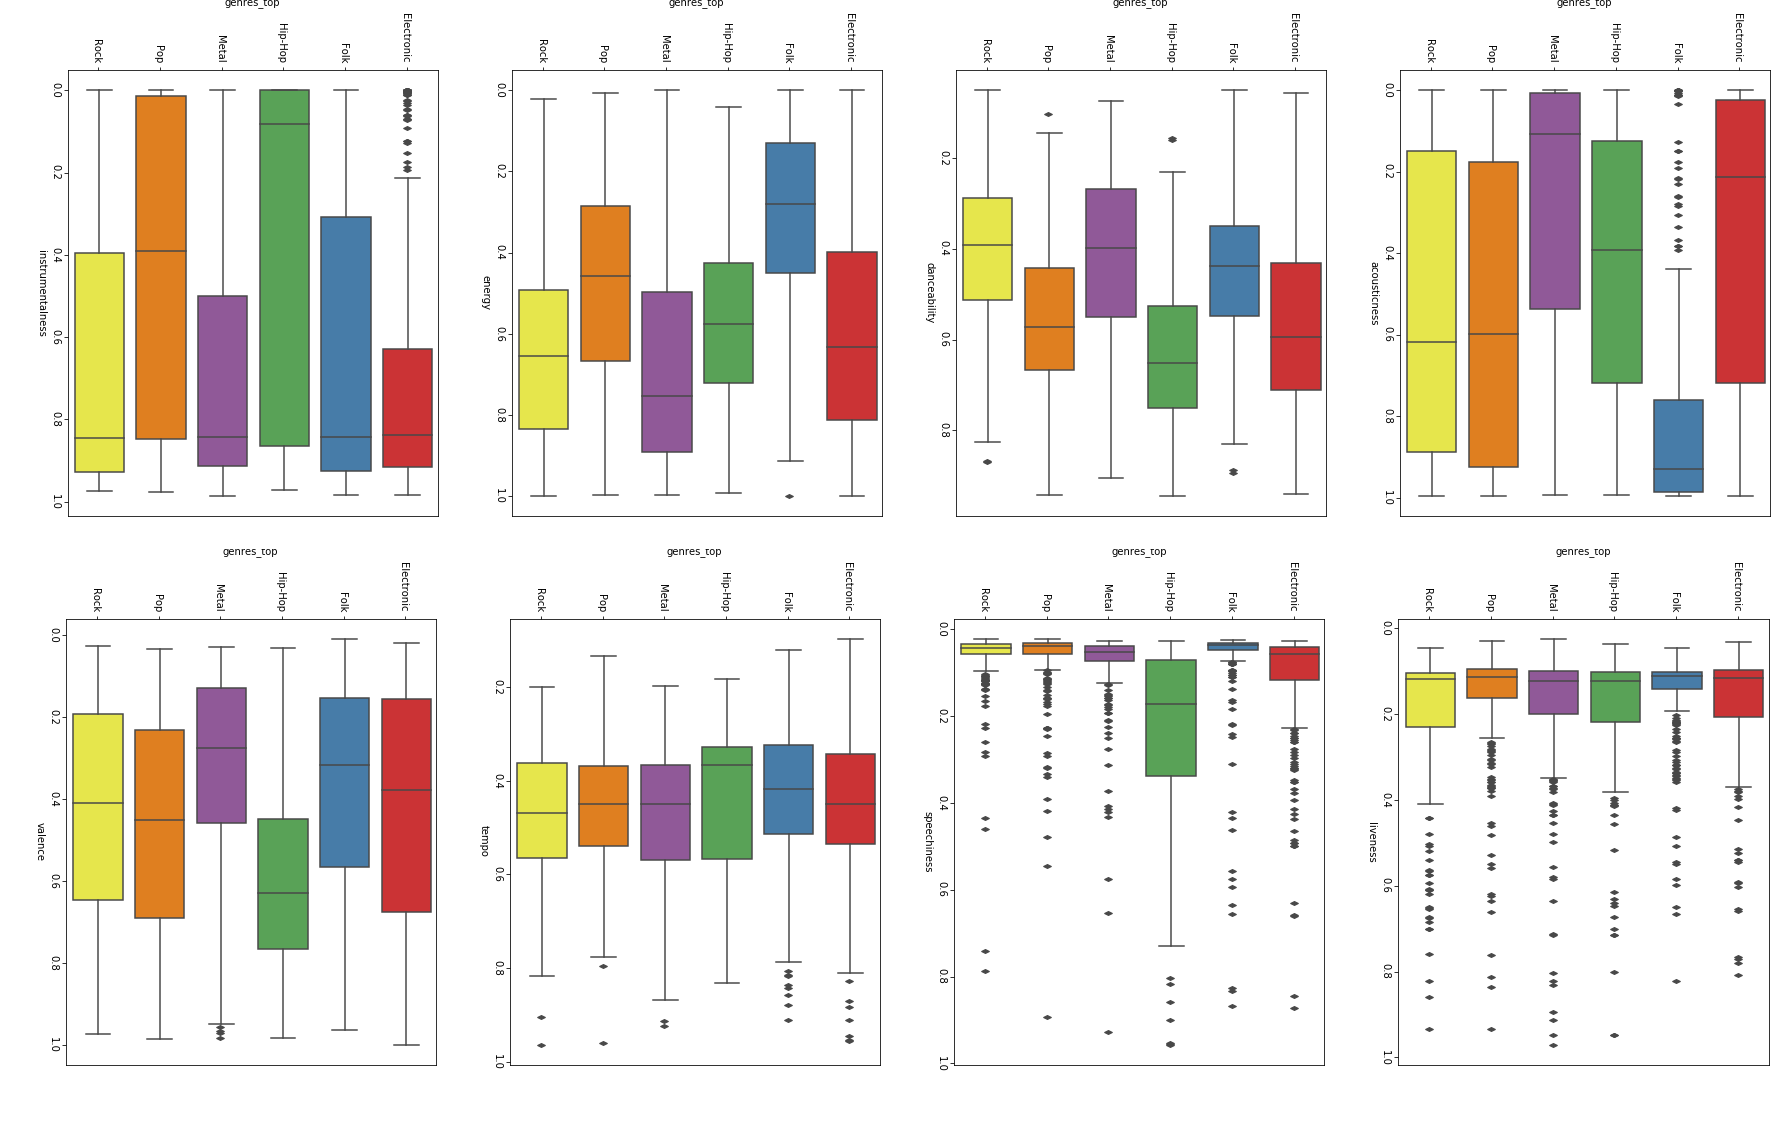 genres_top
Rock
Pop
Metal
Hip-Hop
Folk
Electronic
0.0
0.2
0.4
0.6
0.8
1.0
instrumentalness
genres_top
Rock
Pop
Metal
Hip-Hop
Folk
Electronic
0.0
0.2
0.4
0.6
0.8
1.0
energy
genres_top
Rock
Pop
Metal
Hip-Hop
Folk
Electronic
0.2
0.4
0.6
0.8
danceability
genres_top
Rock
Pop
Metal
Hip-Hop
Folk
Electronic
0.0
0.2
0.4
0.6
0.8
1.0
acousticness
genres_top
Rock
Pop
Metal
Hip-Hop
Folk
Electronic
0.0
0.2
0.4
0.6
0.8
1.0
valence
genres_top
Rock
Pop
Metal
Hip-Hop
Folk
Electronic
0.2
0.4
0.6
0.8
1.0
tempo
genres_top
Rock
Pop
Metal
Hip-Hop
Folk
Electronic
0.0
0.2
0.4
0.6
0.8
1.0
speechiness
genres_top
Rock
Pop
Metal
Hip-Hop
Folk
Electronic
0.0
0.2
0.4
0.6
0.8
1.0
liveness